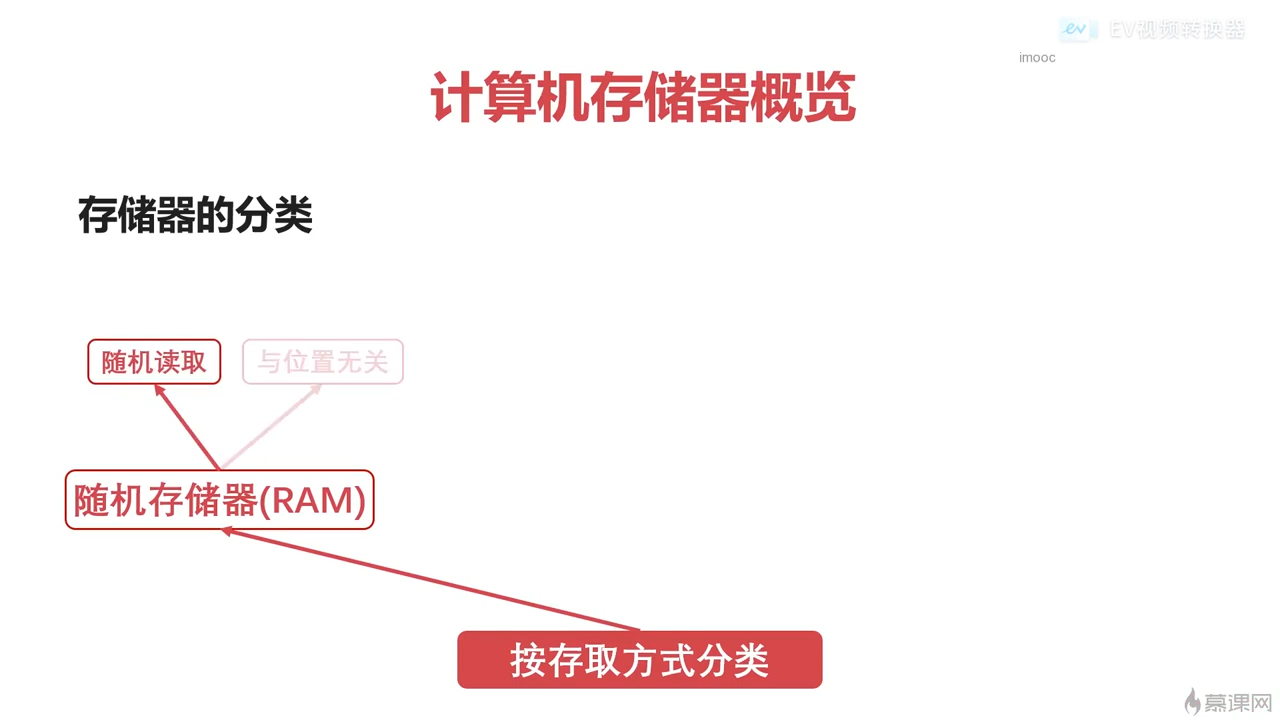 EV视频转换器
imooc
计算机存储器概览
存储器的分类
随机读取
与位置无关
随机存储器(RAM)
按存取方式分类
慕课网